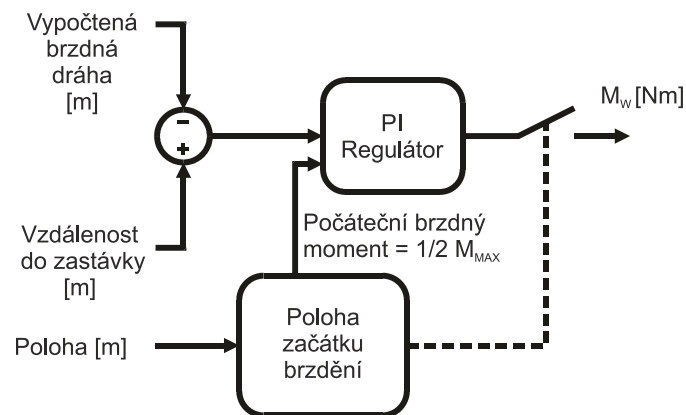 Vypočtená
brzdná
dráha
[m]
M_W [Nm]
−
+
PI
Regulátor
Vzdálenost
do zastávky
[m]
Počáteční brzdný
moment = 1/2 M_MAX
Poloha [m]
Poloha
začátku
brzdění